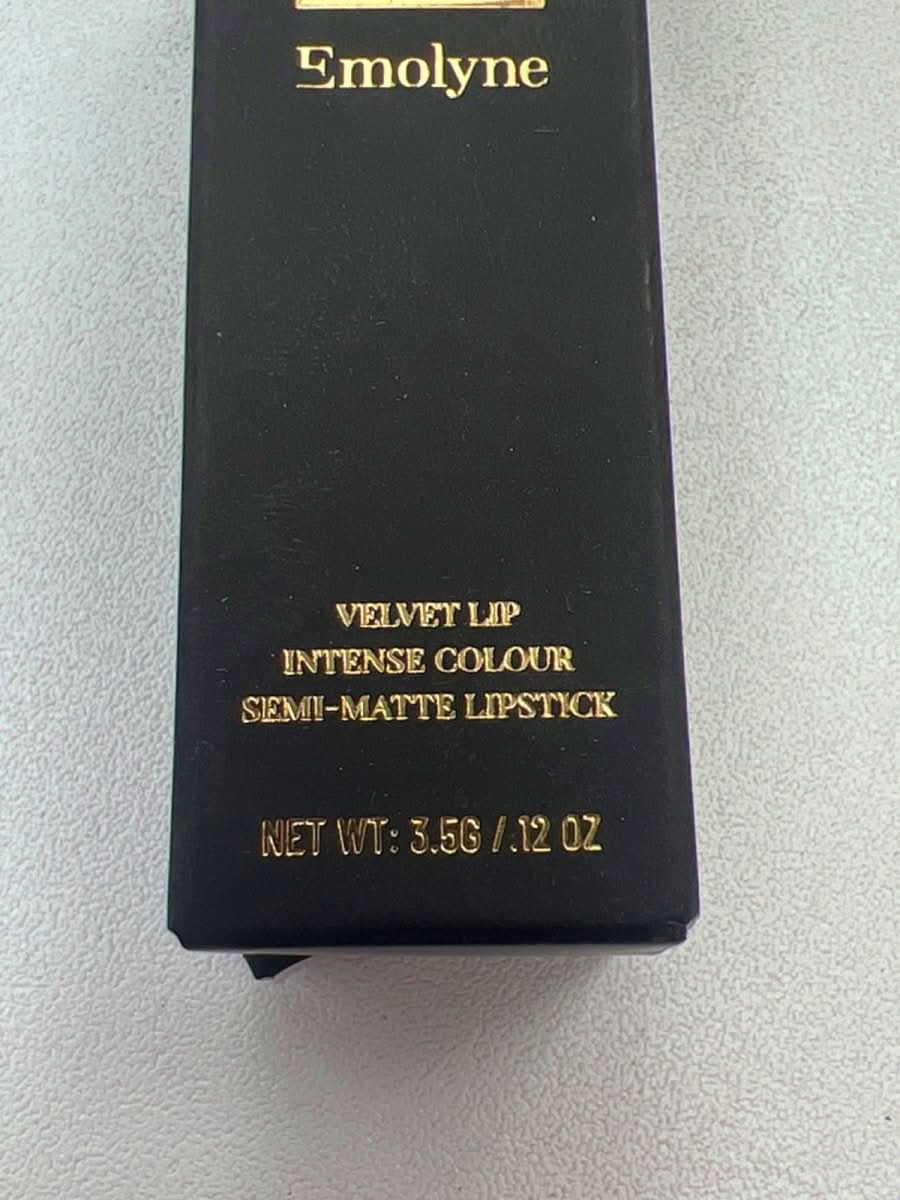 Emolyne
VELVET LIP
INTENSE COLOUR
SEMI-MATTE LIPSTICK
NET WT: 3.5G /.12 OZ